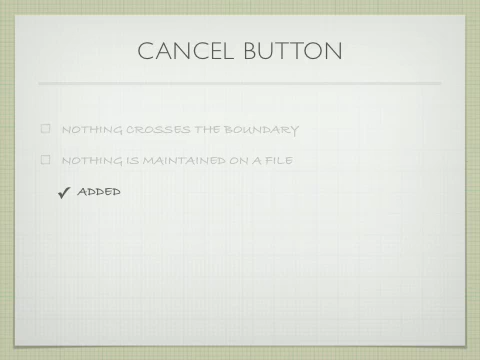 CANCEL BUTTON
NOTHING CROSSES THE BOUNDARY
NOTHING IS MAINTAINED ON A FILE
ADDED